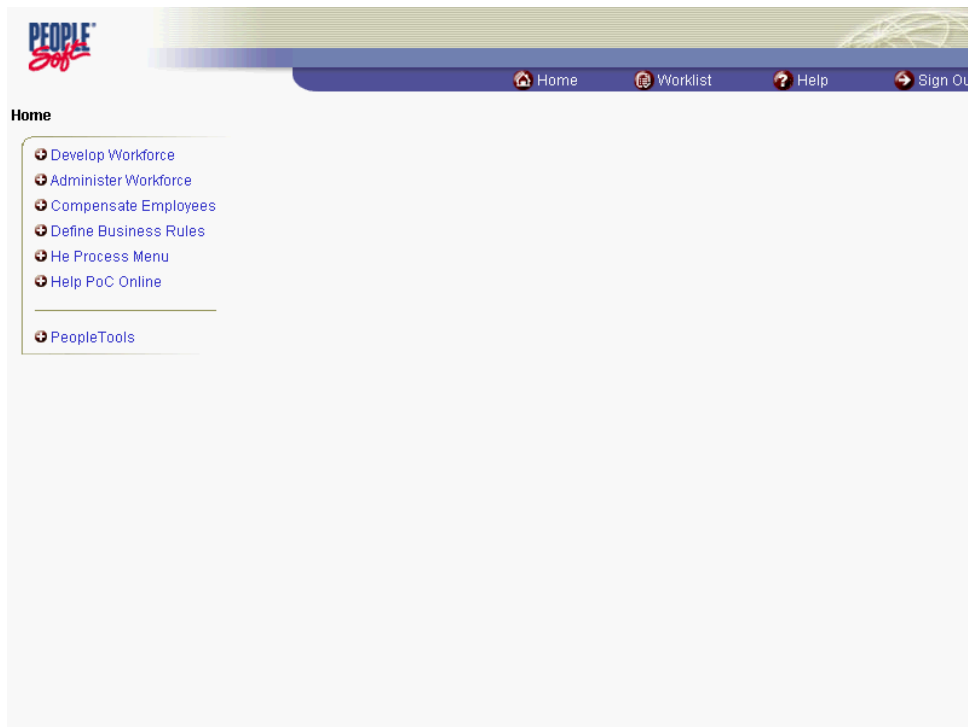 PEOPLE
Soft
Home Worklist Help Sign Ou
Home
Develop Workforce
Administer Workforce
Compensate Employees
Define Business Rules
He Process Menu
Help PoC Online
PeopleTools